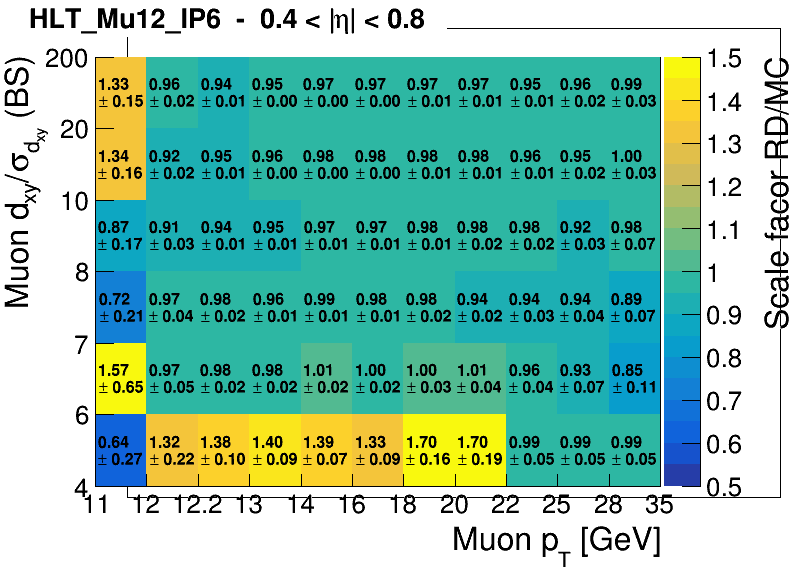 HLT_Mu12_IP6 - 0.4 < |η| < 0.8
Muon d_xy/σ_d_xy (BS)
200
20
10
8
7
6
4
1.33 0.96 0.94 0.95 0.97 0.97 0.97 0.97 0.95 0.96 0.99
± 0.15 ± 0.02 ± 0.01 ± 0.00 ± 0.00 ± 0.00 ± 0.01 ± 0.01 ± 0.01 ± 0.02 ± 0.03
1.34 0.92 0.95 0.96 0.98 0.98 0.98 0.98 0.96 0.95 1.00
± 0.16 ± 0.02 ± 0.01 ± 0.00 ± 0.00 ± 0.00 ± 0.01 ± 0.01 ± 0.01 ± 0.02 ± 0.03
0.87 0.91 0.94 0.95 0.97 0.97 0.98 0.98 0.98 0.92 0.98
± 0.17 ± 0.03 ± 0.01 ± 0.01 ± 0.01 ± 0.01 ± 0.01 ± 0.02 ± 0.02 ± 0.03 ± 0.07
0.72 0.97 0.98 0.96 0.99 0.98 0.98 0.94 0.94 0.94 0.89
± 0.21 ± 0.04 ± 0.02 ± 0.01 ± 0.01 ± 0.01 ± 0.02 ± 0.02 ± 0.03 ± 0.04 ± 0.07
1.57 0.97 0.98 0.98 1.01 1.00 1.00 1.01 0.96 0.93 0.85
± 0.65 ± 0.05 ± 0.02 ± 0.02 ± 0.02 ± 0.02 ± 0.03 ± 0.04 ± 0.04 ± 0.07 ± 0.11
0.64 1.32 1.38 1.40 1.39 1.33 1.70 1.70 0.99 0.99 0.99
± 0.27 ± 0.22 ± 0.10 ± 0.09 ± 0.07 ± 0.09 ± 0.16 ± 0.19 ± 0.05 ± 0.05 ± 0.05
11 12 12.2 13 14 16 18 20 22 25 28 35
Muon p_T [GeV]
1.5
1.4
1.3
1.2
1.1
1
0.9
0.8
0.7
0.6
0.5
Scale facor RD/MC